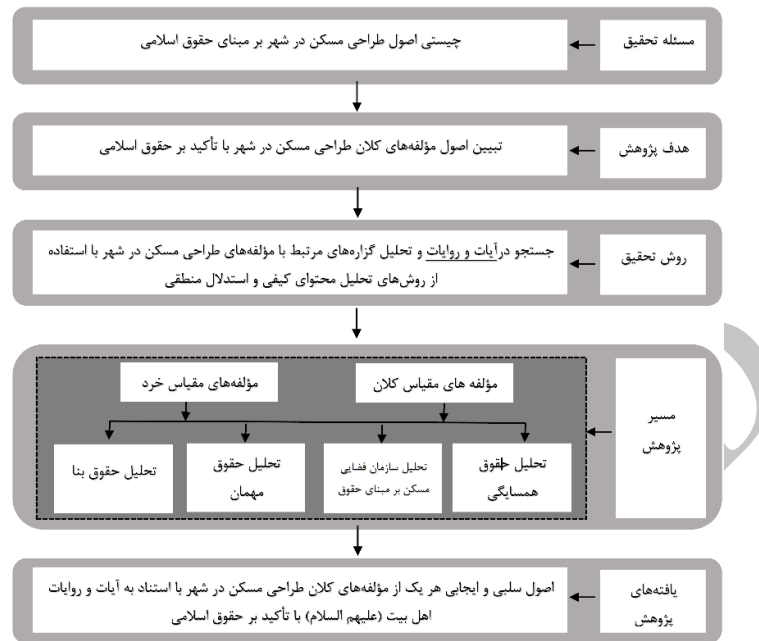 مسئله تحقیق
چیستی اصول طراحی مسکن در شهر بر مبنای حقوق اسلامی
هدف پژوهش
تبیین اصول مؤلفه‌های کلان طراحی مسکن در شهر با تأکید بر حقوق اسلامی
روش تحقیق
جستجو درآیات و روایات و تحلیل گزاره‌های مرتبط با مؤلفه‌های طراحی مسکن در شهر با استفاده
از روش‌های تحلیل محتوای کیفی و استدلال منطقی
مسیر
پژوهش
مؤلفه های مقیاس کلان
مؤلفه‌های مقیاس خرد
تحلیل حقوق
همسایگی
تحلیل سازمان فضایی
مسکن بر مبنای حقوق
تحلیل حقوق
مهمان
تحلیل حقوق بنا
یافته‌های
پژوهش
اصول سلبی و ایجابی هر یک از مؤلفه‌های کلان طراحی مسکن در شهر با استناد به آیات و روایات
اهل بیت (علیهم السلام) با تأکید بر حقوق اسلامی